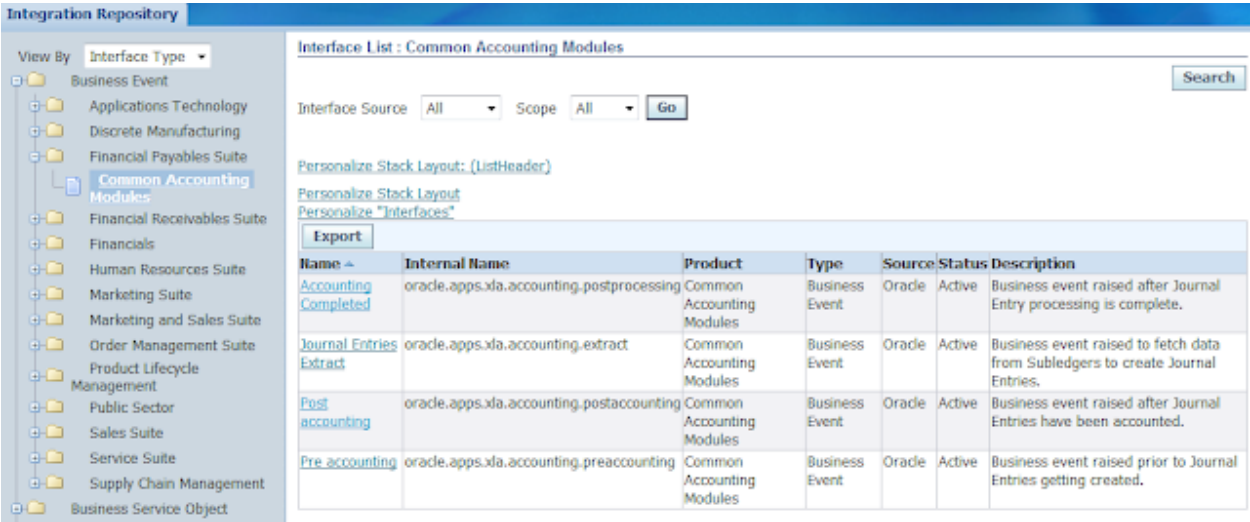 Integration Repository
View By Interface Type
Business Event
Applications Technology
Discrete Manufacturing
Financial Payables Suite
Common Accounting
Modules
Financial Receivables Suite
Financials
Human Resources Suite
Marketing Suite
Marketing and Sales Suite
Order Management Suite
Product Lifecycle
Management
Public Sector
Sales Suite
Service Suite
Supply Chain Management
Business Service Object
Interface List : Common Accounting Modules
Search
Interface Source All Scope All Go
Personalize Stack Layout: (ListHeader)
Personalize Stack Layout
Personalize "Interfaces"
Export
Name Internal Name Product Type Source Status Description
Accounting oracle.apps.xla.accounting.postprocessing Common Business Oracle Active Business event raised after Journal
Completed Accounting Event Entry processing is complete.
Modules
Journal Entries oracle.apps.xla.accounting.extract Common Business Oracle Active Business event raised to fetch data
Extract Accounting Event from Subledgers to create Journal
Modules Entries.
Post oracle.apps.xla.accounting.postaccounting Common Business Oracle Active Business event raised after Journal
accounting Accounting Event Entries have been accounted.
Modules
Pre accounting oracle.apps.xla.accounting.preaccounting Common Business Oracle Active Business event raised prior to Journal
Accounting Event Entries getting created.
Modules